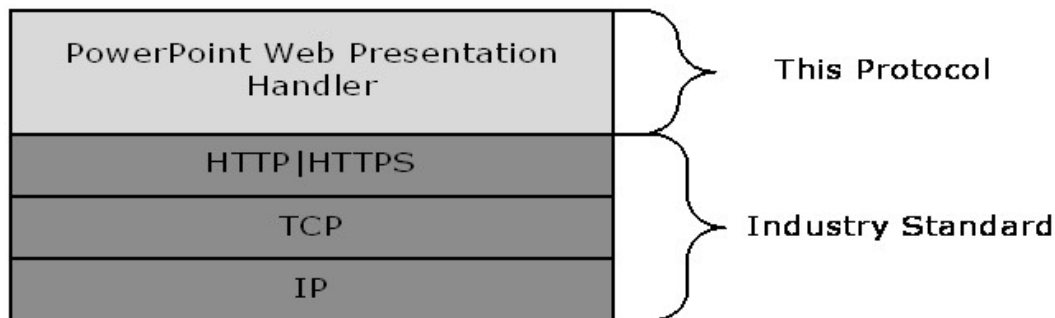 PowerPoint Web Presentation
Handler
This Protocol
HTTP|HTTPS
TCP
Industry Standard
IP